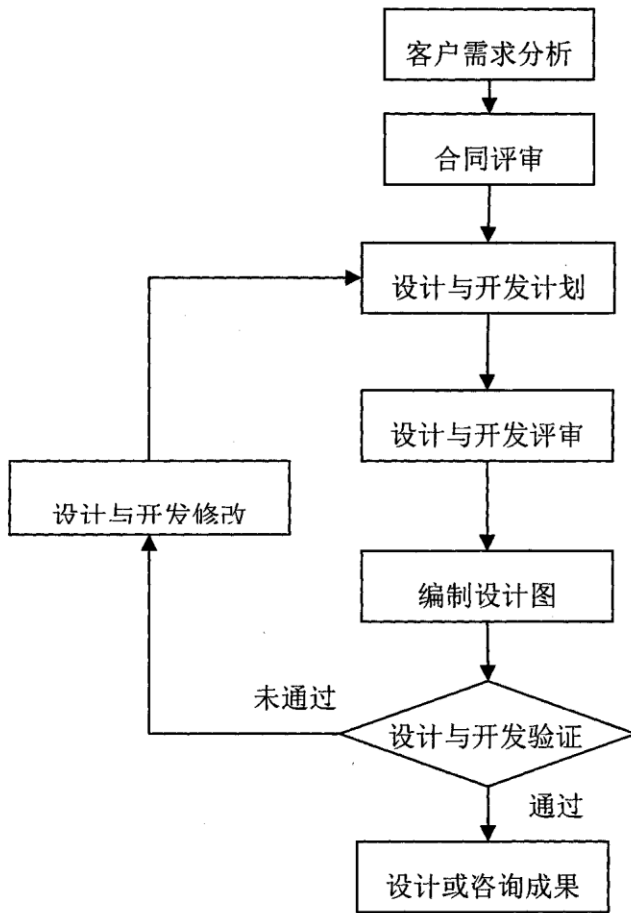 客户需求分析
合同评审
设计与开发计划
设计与开发评审
设计与开发修改
编制设计图
未通过
设计与开发验证
通过
设计或咨询成果